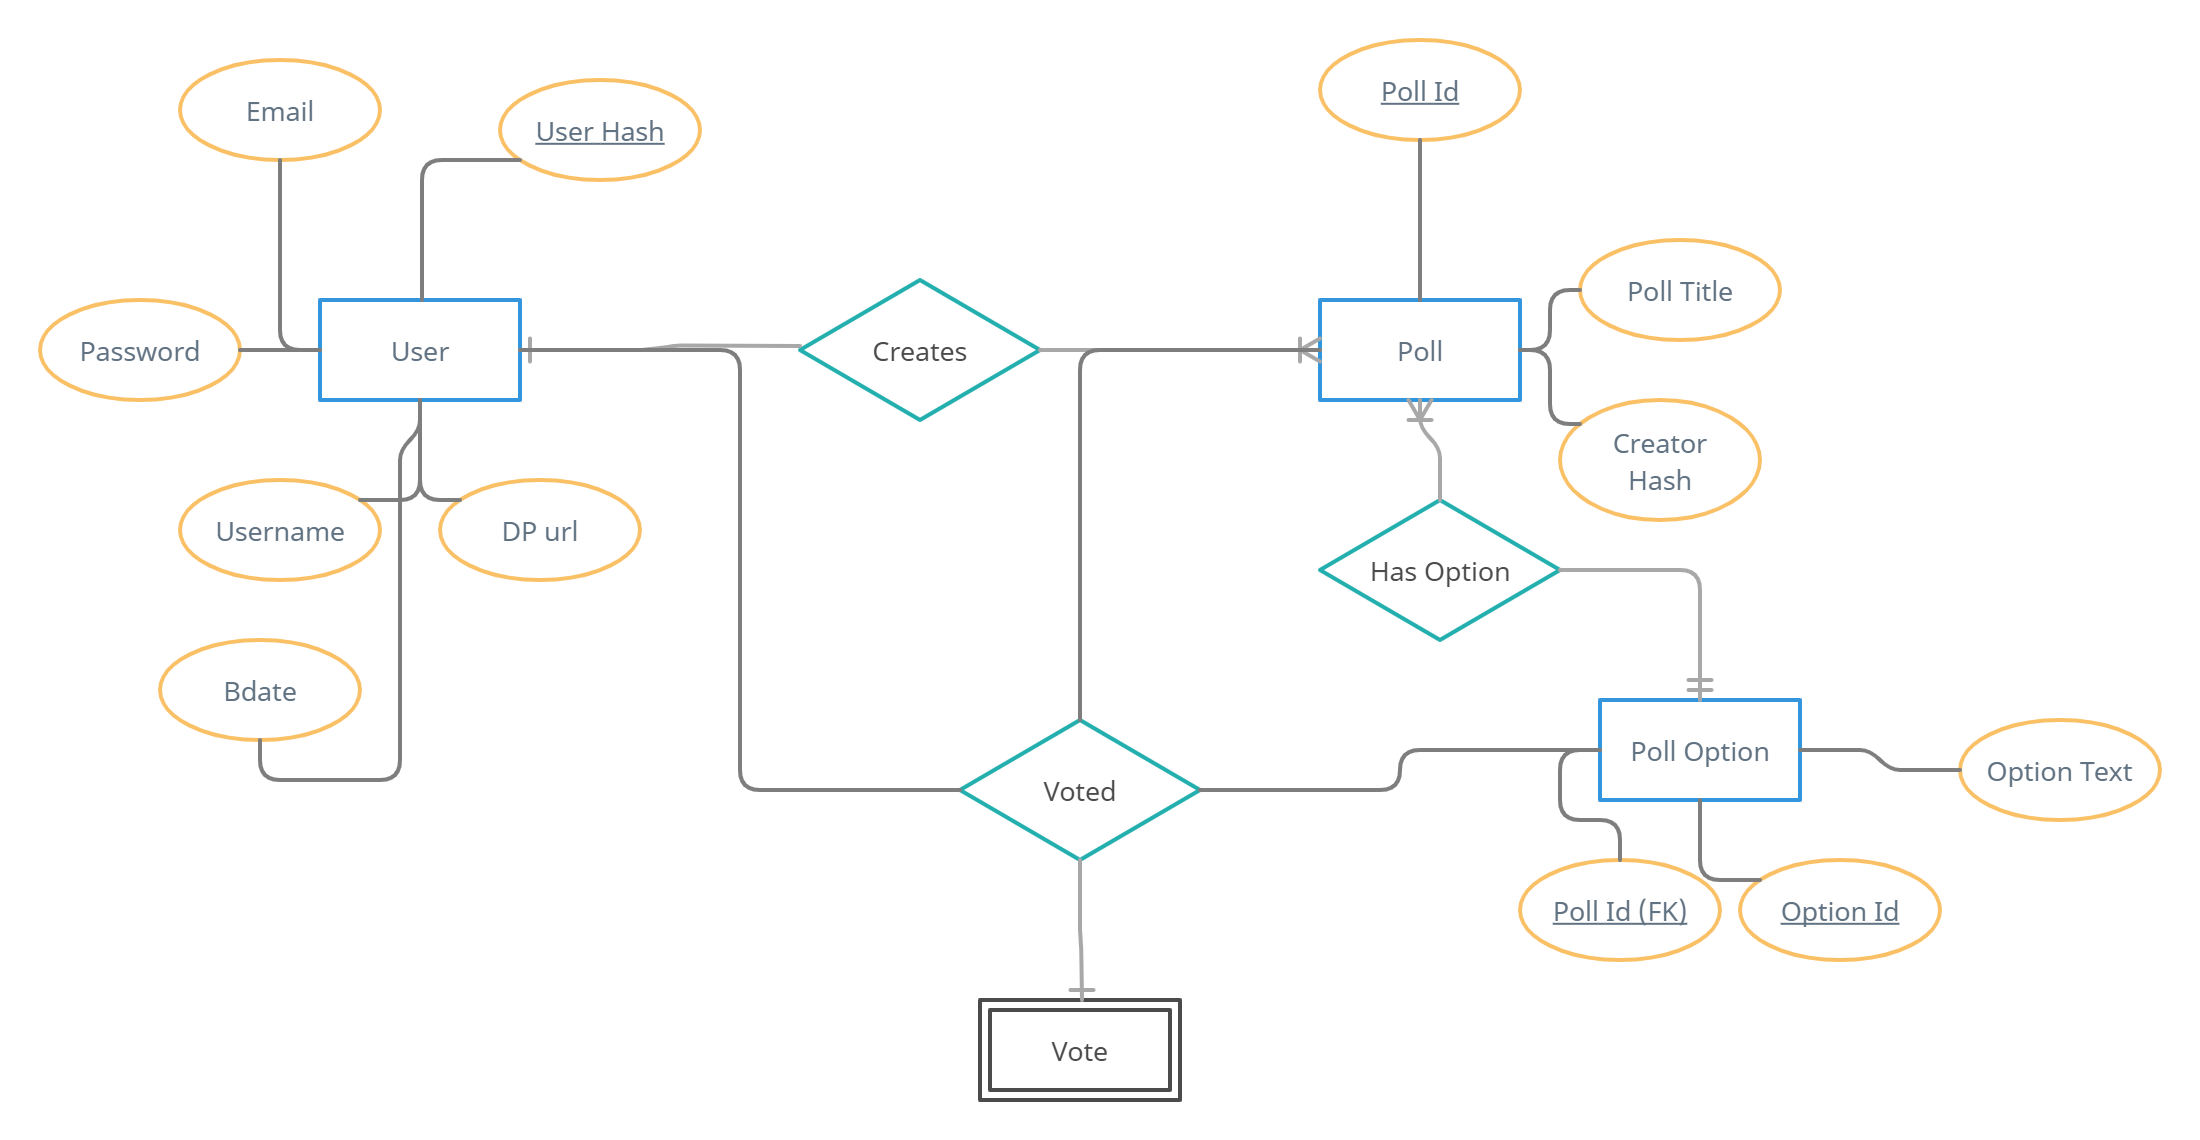 Poll Id
Email
User Hash
Poll Title
Password
User
Creates
Poll
Creator
Hash
Username
DP url
Has Option
Bdate
Poll Option
Option Text
Voted
Poll Id (FK)
Option Id
Vote